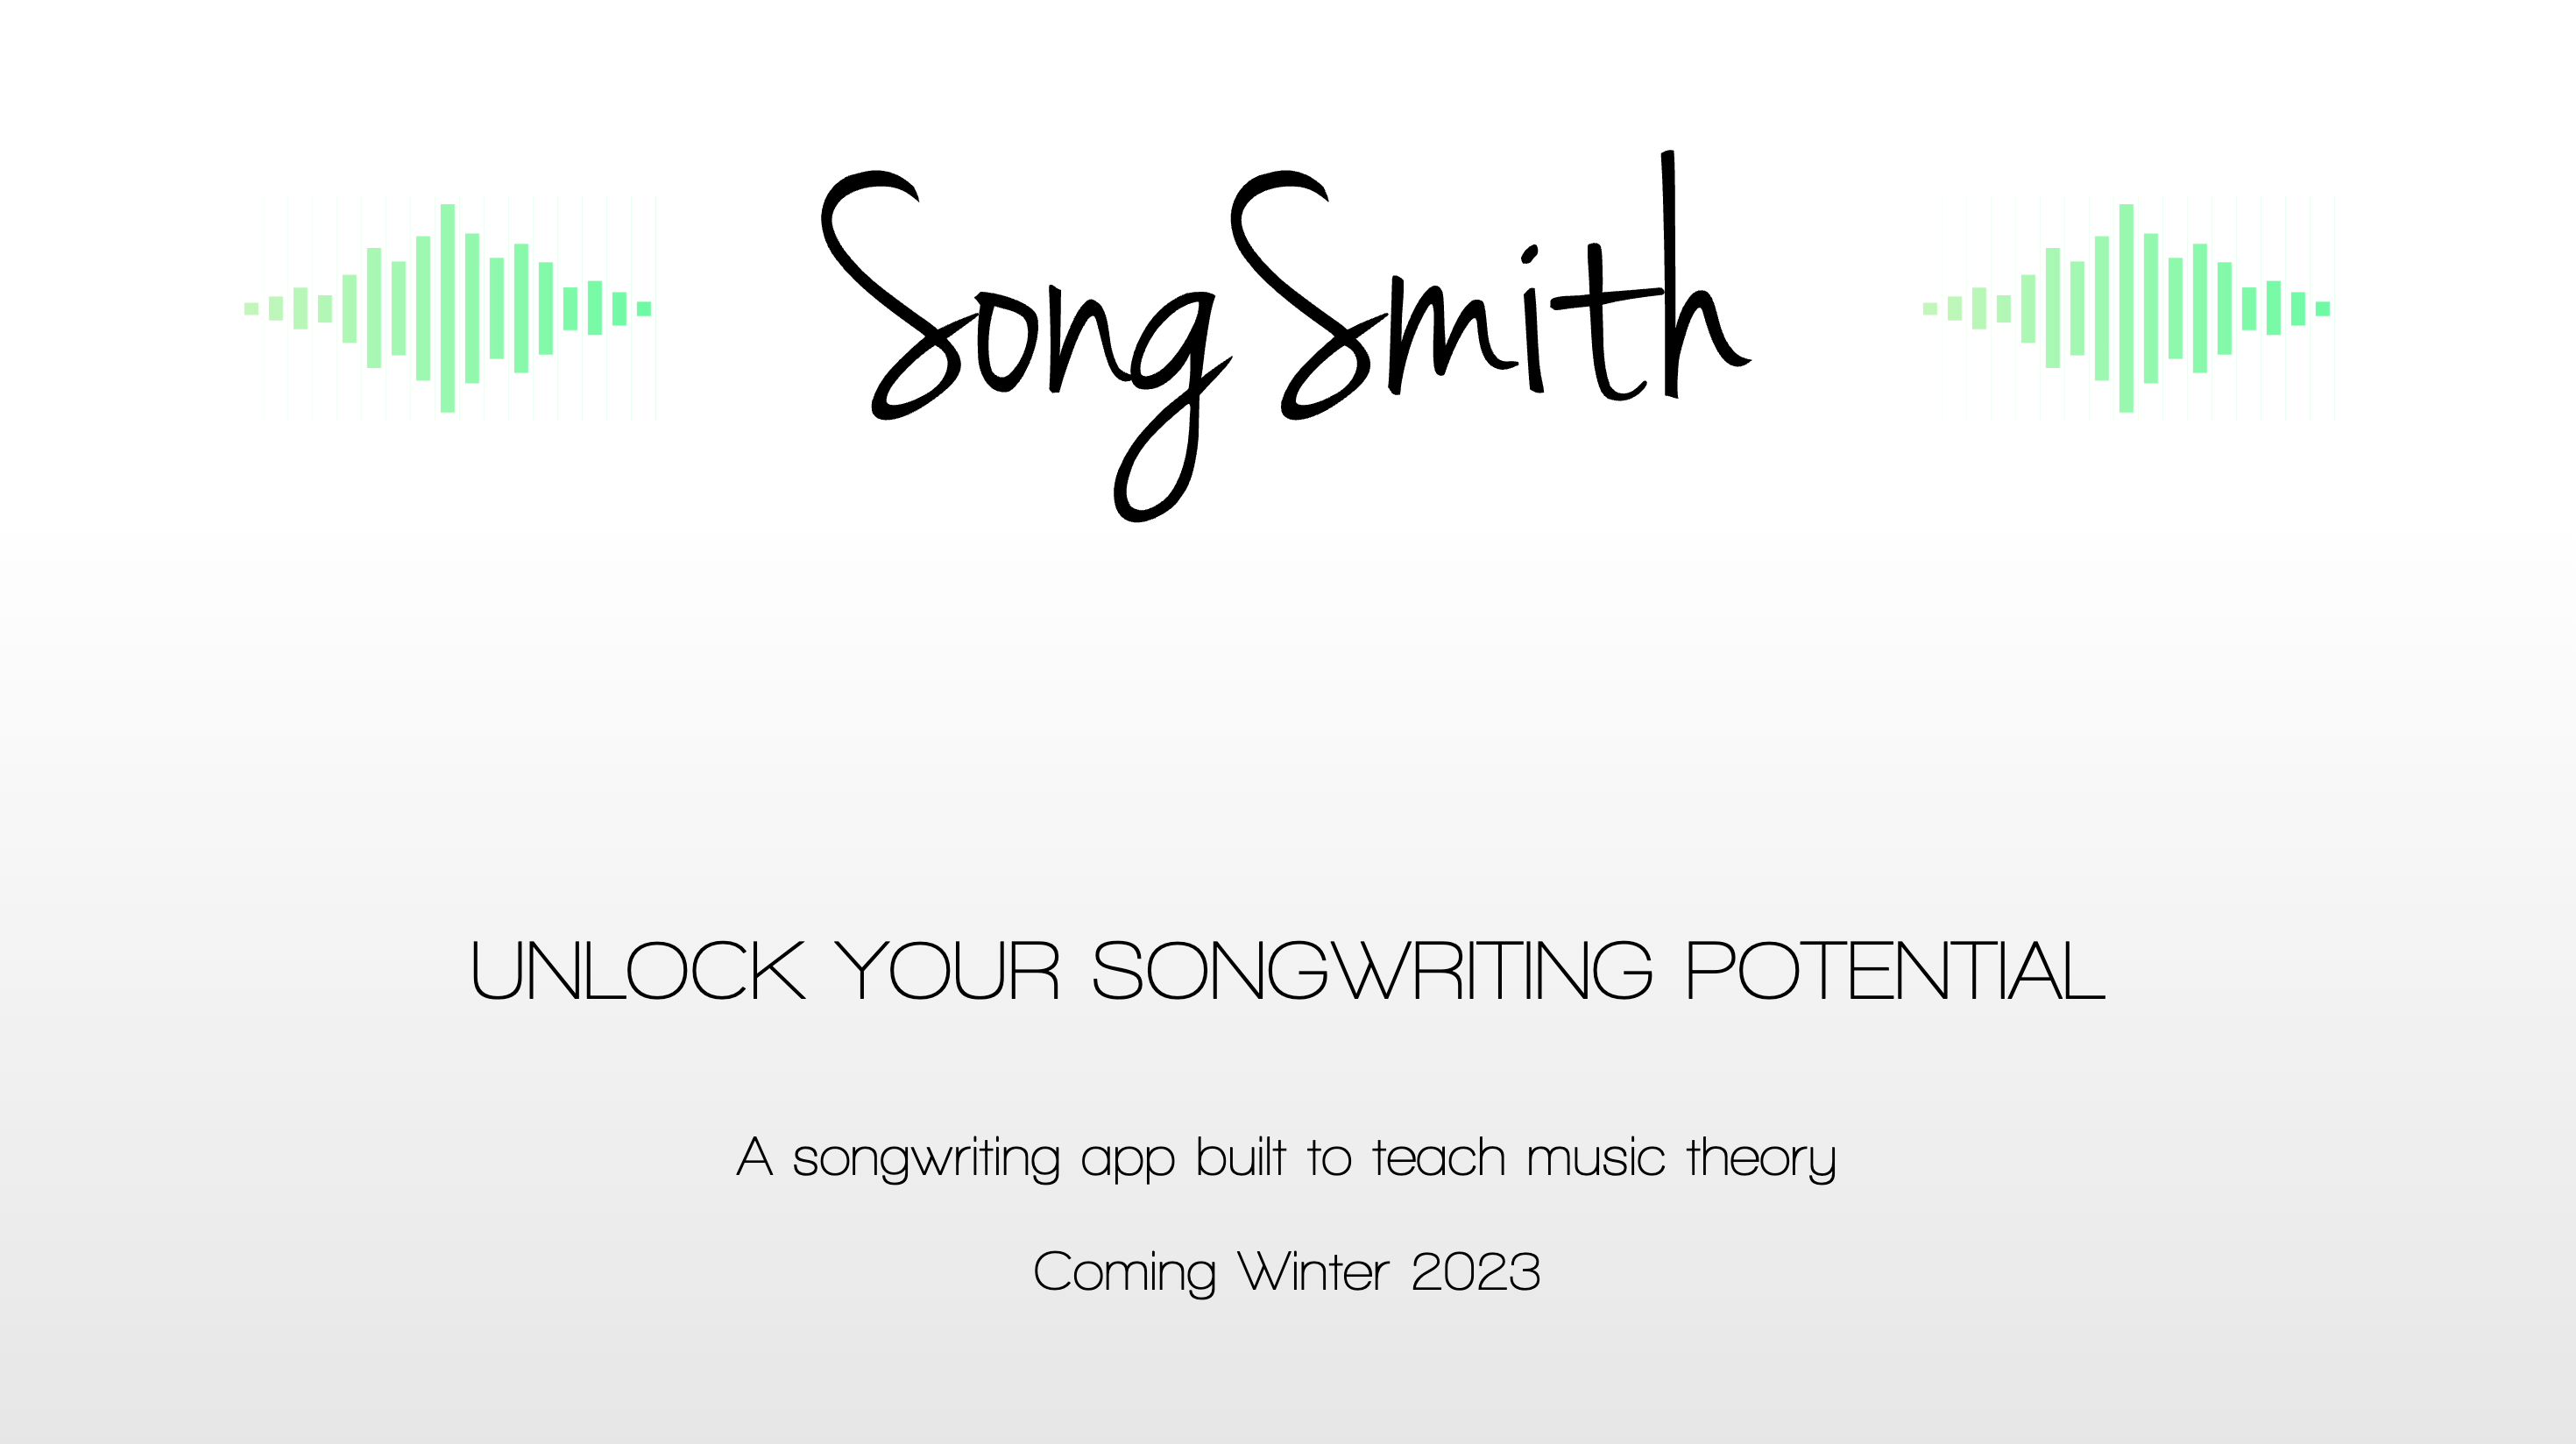 SongSmith
UNLOCK YOUR SONGWRITING POTENTIAL
A songwriting app built to teach music theory
Coming Winter 2023